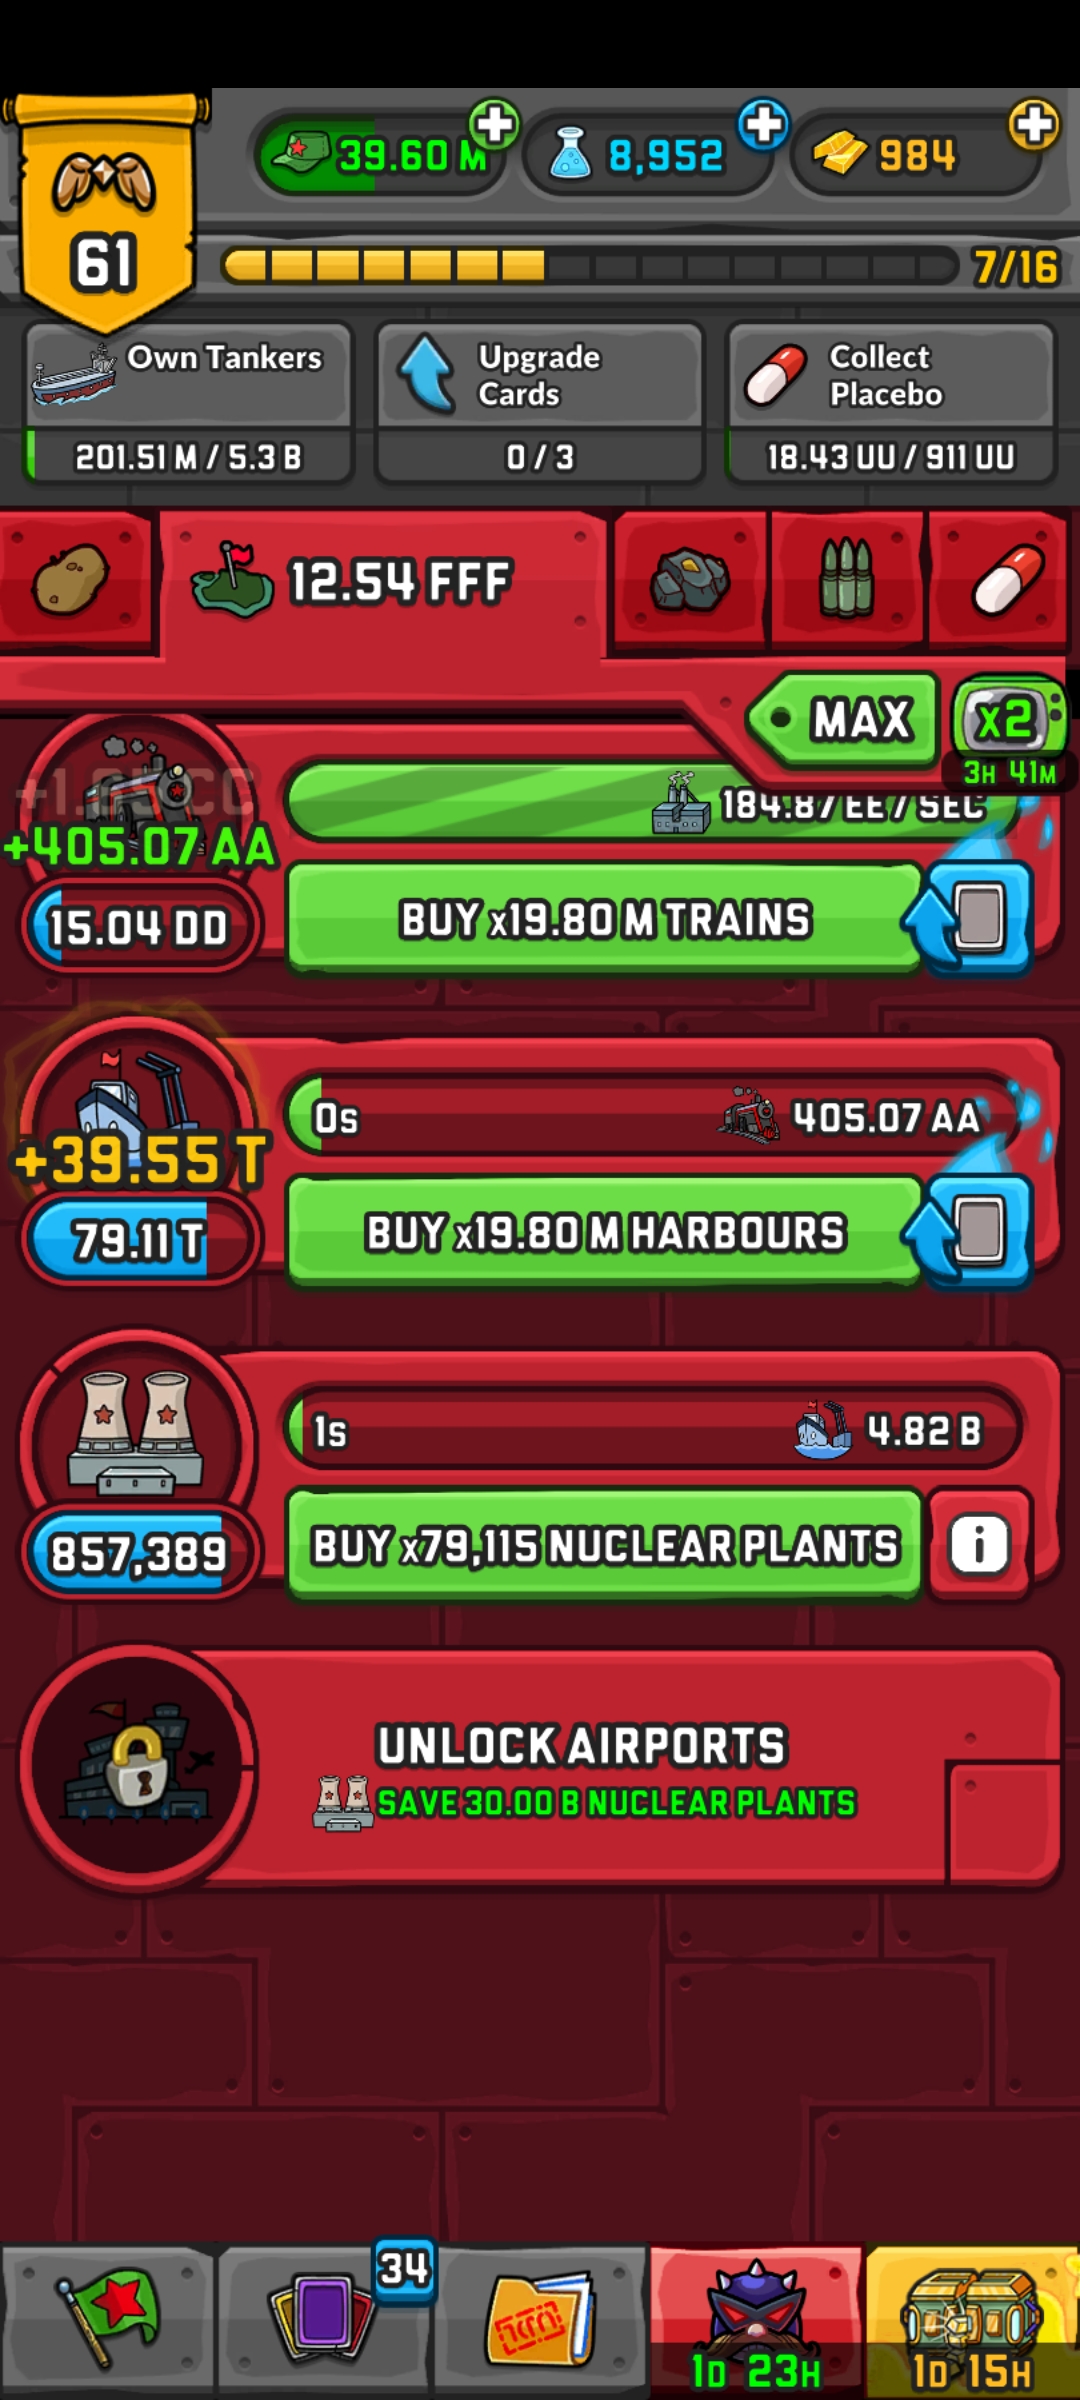 39.60 M
8,952
984
61
7/16
Own Tankers
201.51 M / 5.3 B
Upgrade
Cards
0 / 3
Collect
Placebo
18.43 UU / 911 UU
12.54 FFF
MAX
x2
3H 41M
184.87 EE / SEC
+405.07 AA
15.04 DD
BUY x19.80 M TRAINS
0s
405.07 AA
+39.55 T
79.11 T
BUY x19.80 M HARBOURS
1s
4.82 B
857,389
BUY x79,115 NUCLEAR PLANTS
i
UNLOCK AIRPORTS
SAVE 30.00 B NUCLEAR PLANTS
34
1D 23H
1D 15H